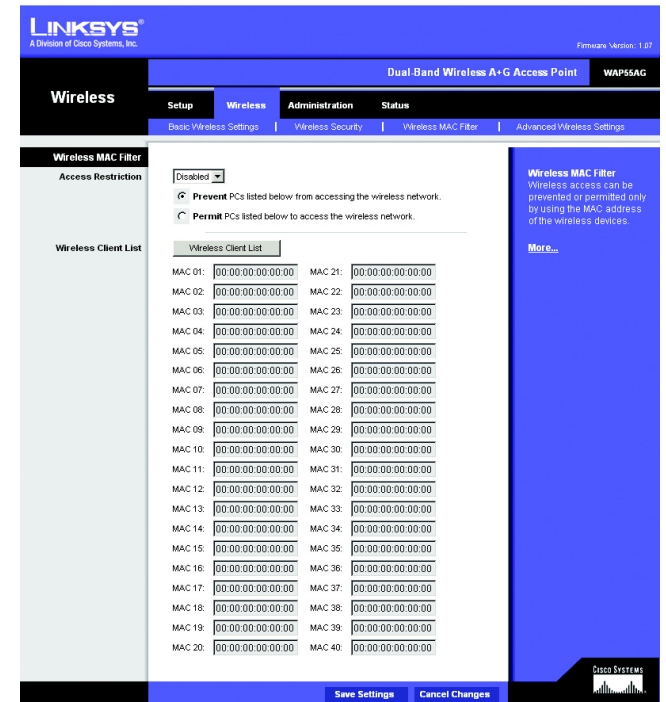 LINKSYS®
A Division of Cisco Systems, Inc.
Firmware Version: 1.07
Dual-Band Wireless A+G Access Point WAP55AG
Wireless
Setup Wireless Administration Status
Basic Wireless Settings | Wireless Security | Wireless MAC Filter | Advanced Wireless Settings
Wireless MAC Filter
Access Restriction
Disabled
Prevent PCs listed below from accessing the wireless network.
Permit PCs listed below to access the wireless network.
Wireless Client List
Wireless Client List
MAC 01: 00:00:00:00:00:00 MAC 21: 00:00:00:00:00:00
MAC 02: 00:00:00:00:00:00 MAC 22: 00:00:00:00:00:00
MAC 03: 00:00:00:00:00:00 MAC 23: 00:00:00:00:00:00
MAC 04: 00:00:00:00:00:00 MAC 24: 00:00:00:00:00:00
MAC 05: 00:00:00:00:00:00 MAC 25: 00:00:00:00:00:00
MAC 06: 00:00:00:00:00:00 MAC 26: 00:00:00:00:00:00
MAC 07: 00:00:00:00:00:00 MAC 27: 00:00:00:00:00:00
MAC 08: 00:00:00:00:00:00 MAC 28: 00:00:00:00:00:00
MAC 09: 00:00:00:00:00:00 MAC 29: 00:00:00:00:00:00
MAC 10: 00:00:00:00:00:00 MAC 30: 00:00:00:00:00:00
MAC 11: 00:00:00:00:00:00 MAC 31: 00:00:00:00:00:00
MAC 12: 00:00:00:00:00:00 MAC 32: 00:00:00:00:00:00
MAC 13: 00:00:00:00:00:00 MAC 33: 00:00:00:00:00:00
MAC 14: 00:00:00:00:00:00 MAC 34: 00:00:00:00:00:00
MAC 15: 00:00:00:00:00:00 MAC 35: 00:00:00:00:00:00
MAC 16: 00:00:00:00:00:00 MAC 36: 00:00:00:00:00:00
MAC 17: 00:00:00:00:00:00 MAC 37: 00:00:00:00:00:00
MAC 18: 00:00:00:00:00:00 MAC 38: 00:00:00:00:00:00
MAC 19: 00:00:00:00:00:00 MAC 39: 00:00:00:00:00:00
MAC 20: 00:00:00:00:00:00 MAC 40: 00:00:00:00:00:00
Wireless MAC Filter
Wireless access can be
prevented or permitted only
by using the MAC address
of the wireless devices.
More...
Save Settings Cancel Changes
CISCO SYSTEMS